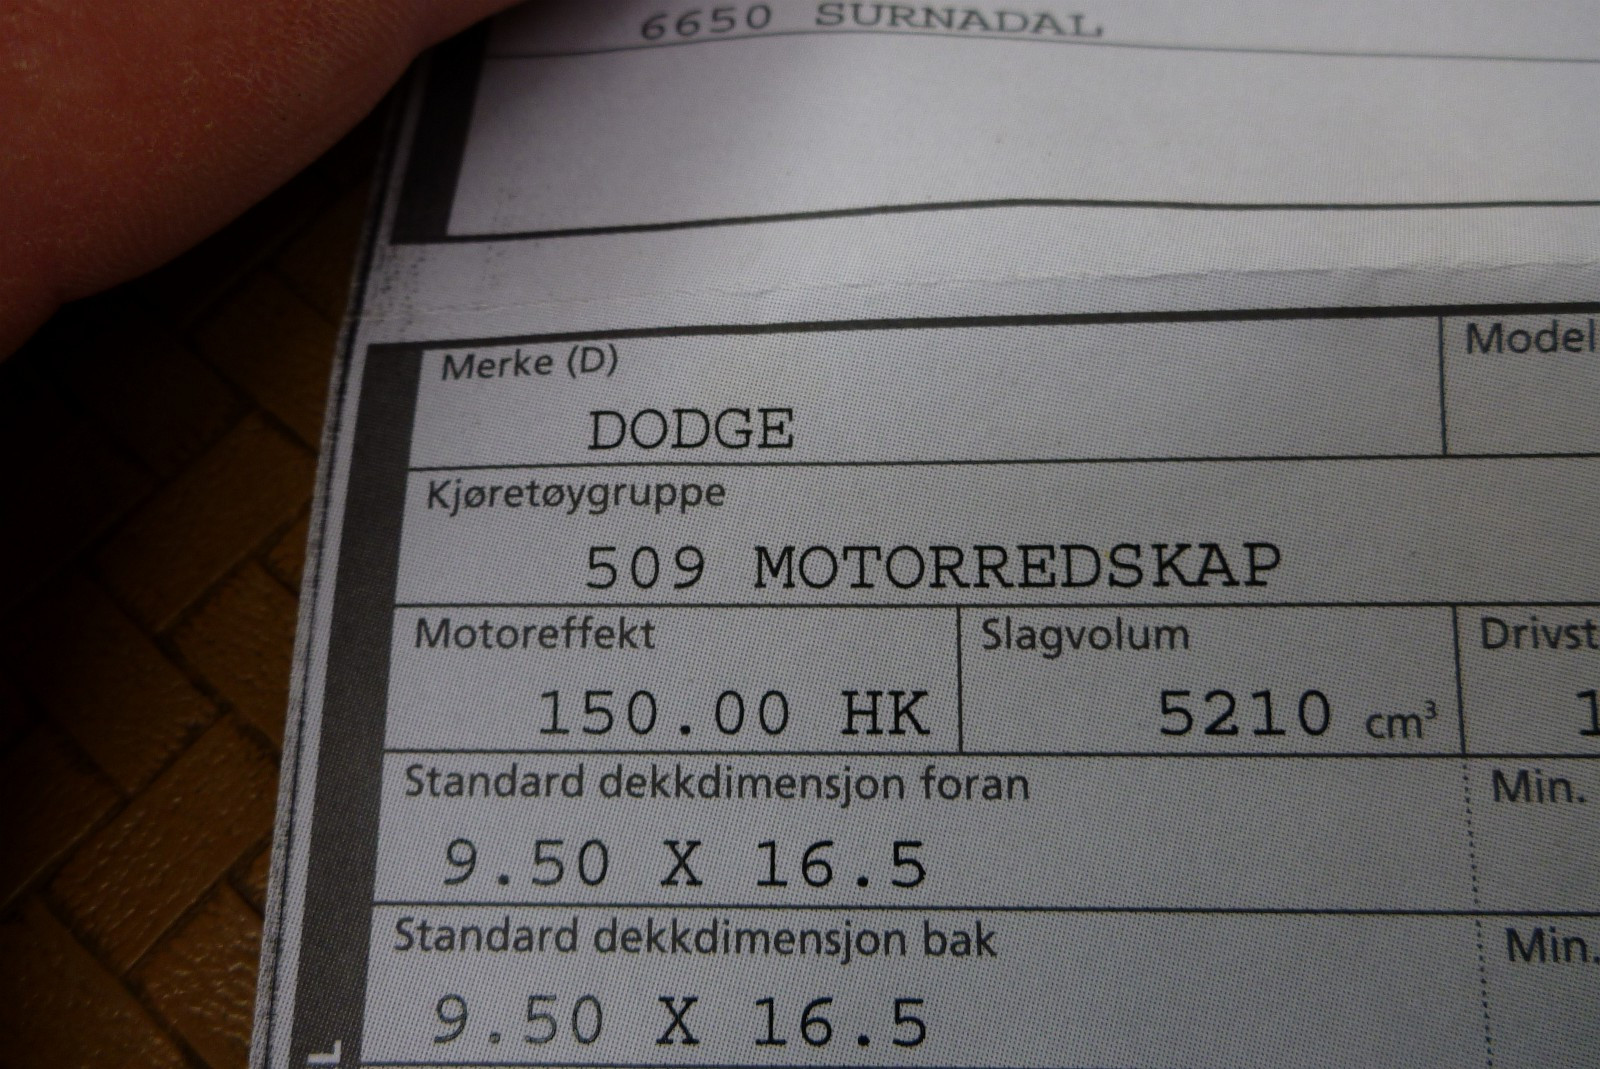 6650 SURNADAL
Merke (D)
Model
DODGE
Kjøretøygruppe
509 MOTORREDSKAP
Motoreffekt
Slagvolum
Drivst
150.00 HK
5210 cm³
1
Standard dekkdimensjon foran
Min.
9.50 X 16.5
Standard dekkdimensjon bak
Min.
9.50 X 16.5
L